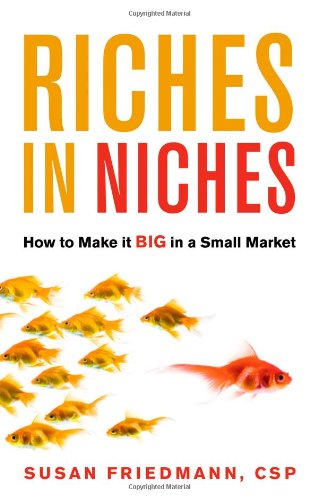 Copyrighted Material
RICHES
IN NICHES
How to Make it BIG in a Small Market
SUSAN FRIEDMANN, CSP
Copyrighted Material